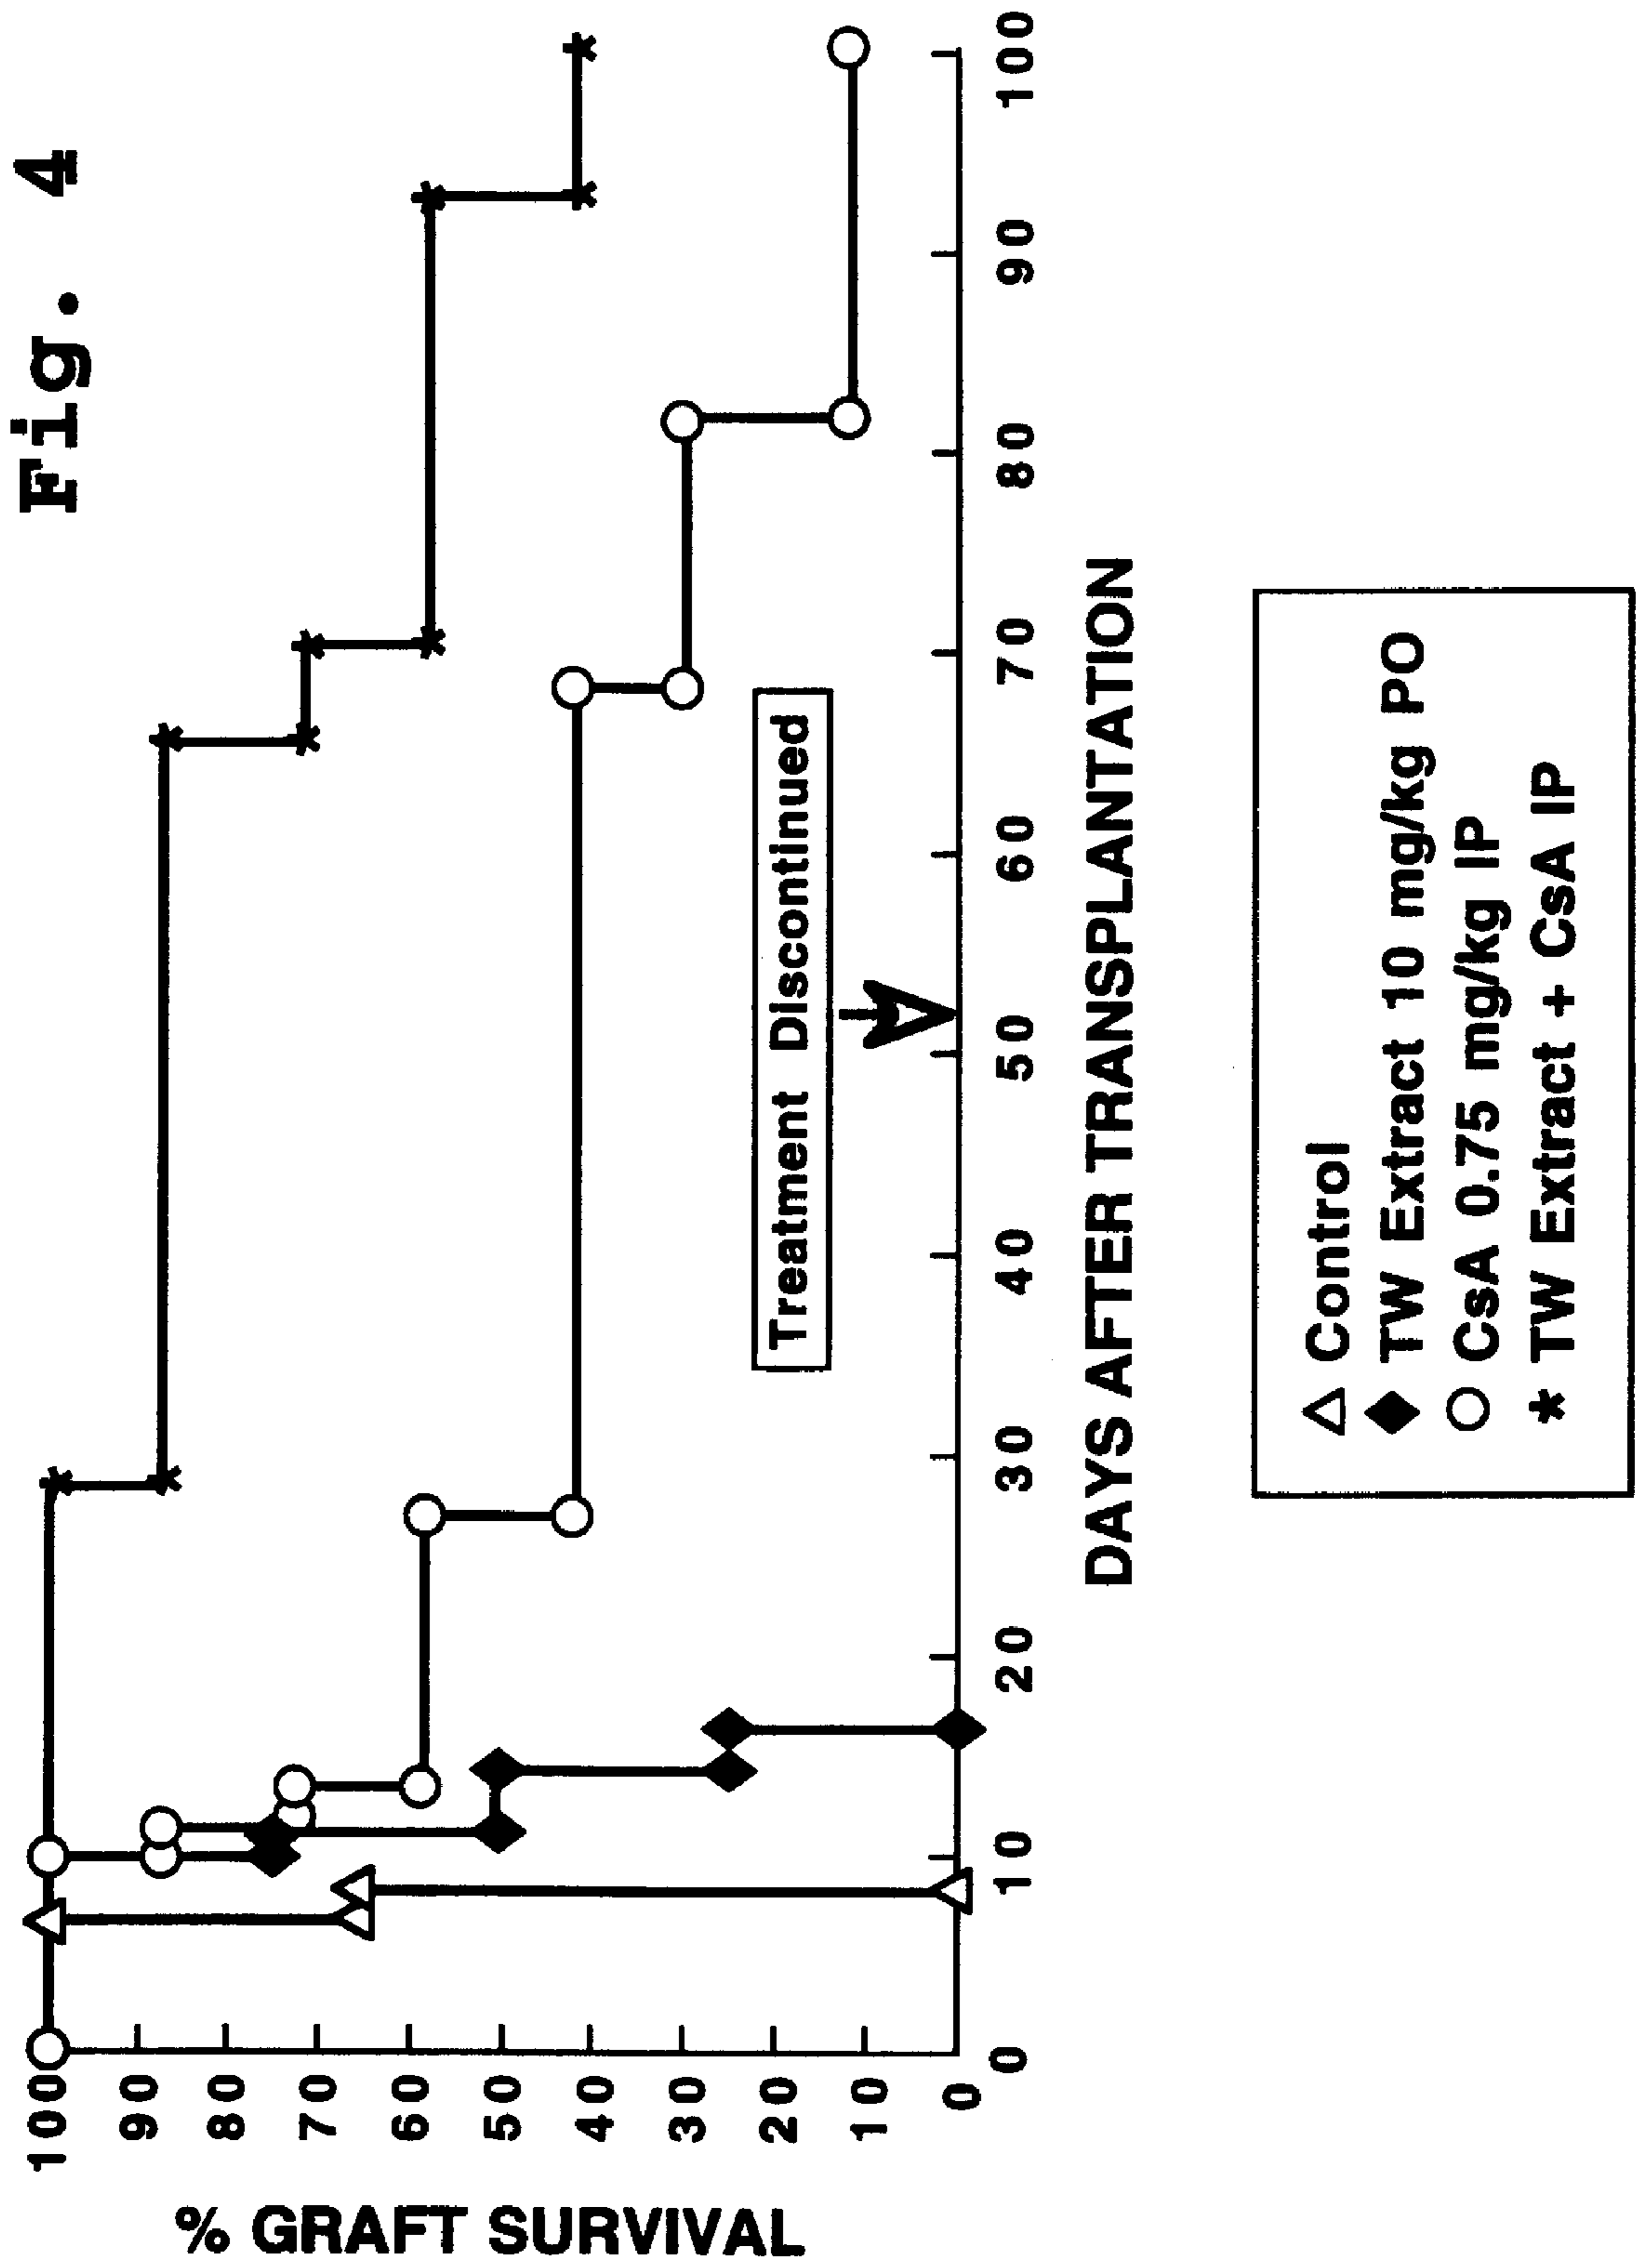 Fig. 4
% GRAFT SURVIVAL
100
90
80
70
60
50
40
30
20
10
0
Treatment Discontinued
0 10 20 30 40 50 60 70 80 90 100
DAYS AFTER TRANSPLANTATION
Control
TW Extract 10 mg/kg PO
CsA 0.75 mg/kg IP
* TW Extract + CsA IP